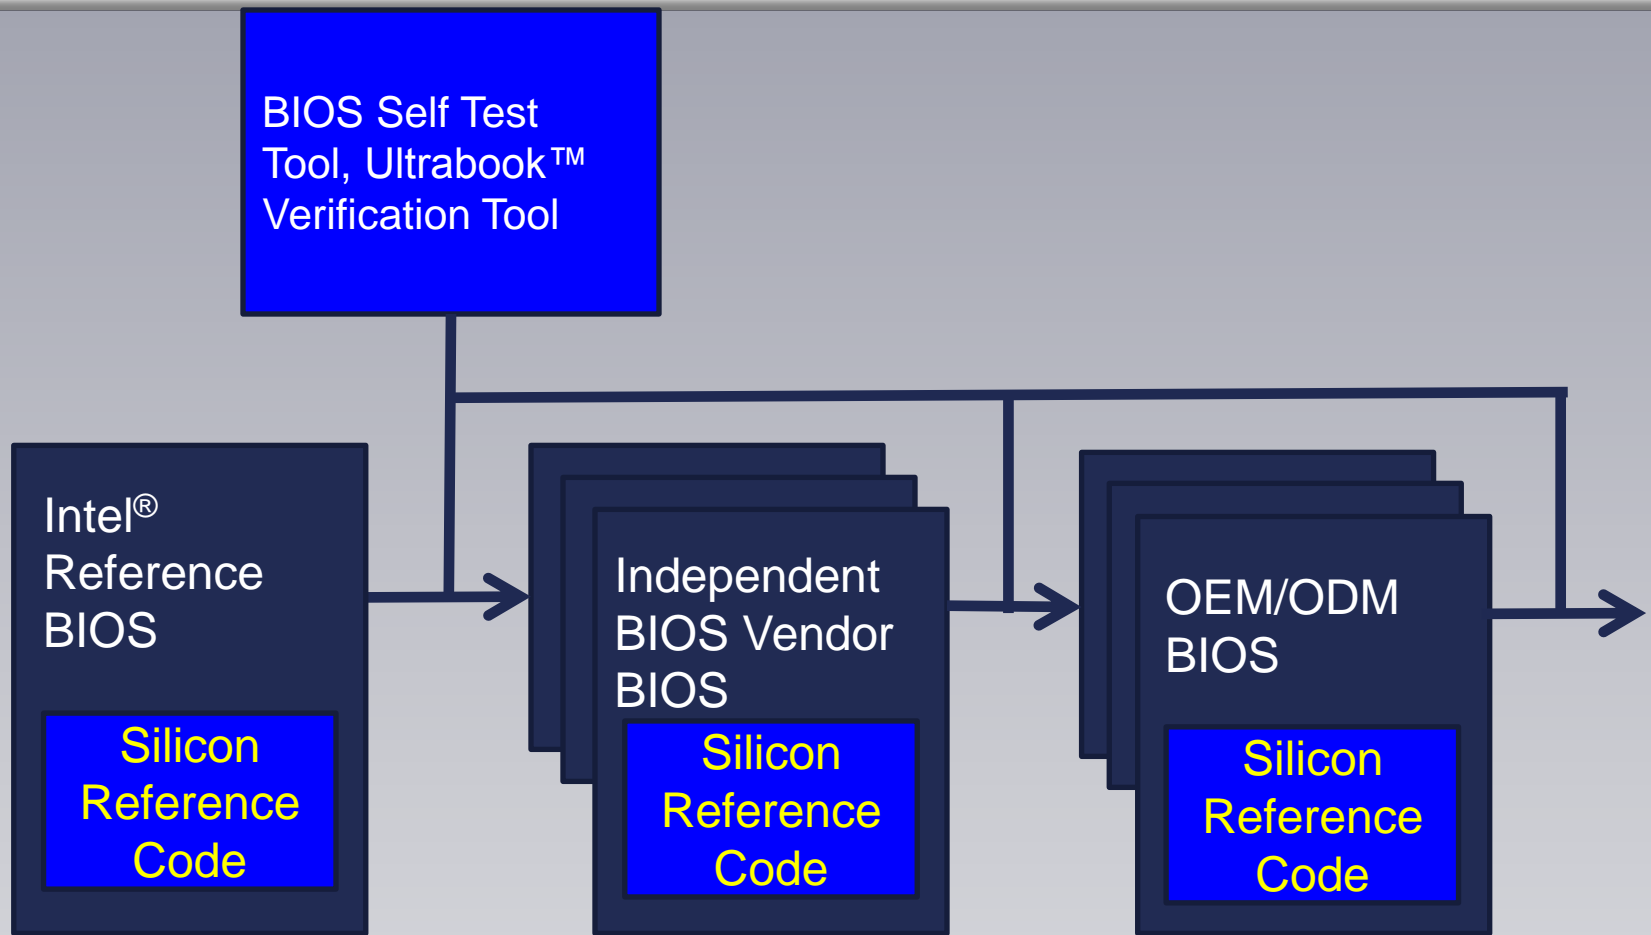 BIOS Self Test
Tool, Ultrabook™
Verification Tool
Intel®
Reference
BIOS
Silicon
Reference
Code
Independent
BIOS Vendor
BIOS
Silicon
Reference
Code
OEM/ODM
BIOS
Silicon
Reference
Code